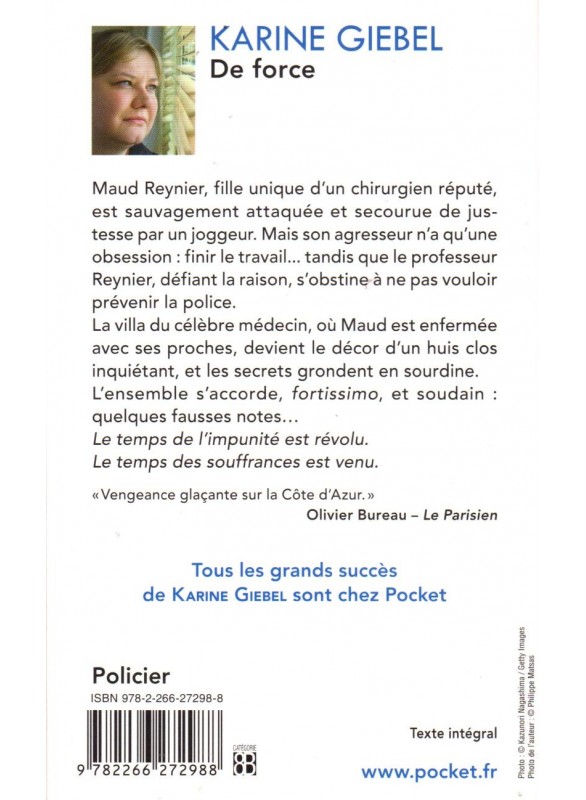 KARINE GIEBEL
De force
Maud Reynier, fille unique d'un chirurgien réputé,
est sauvagement attaquée et secourue de jus-
tesse par un joggeur. Mais son agresseur n'a qu'une
obsession : finir le travail... tandis que le professeur
Reynier, défiant la raison, s'obstine à ne pas vouloir
prévenir la police.
La villa du célèbre médecin, où Maud est enfermée
avec ses proches, devient le décor d'un huis clos
inquiétant, et les secrets grondent en sourdine.
L'ensemble s'accorde, fortissimo, et soudain :
quelques fausses notes…
Le temps de l'impunité est révolu.
Le temps des souffrances est venu.
« Vengeance glaçante sur la Côte d'Azur. »
Olivier Bureau – Le Parisien
Tous les grands succès
de KARINE GIEBEL sont chez Pocket
Policier
ISBN 978-2-266-27298-8
9 782266 272988
CATÉGORIE
8
Texte intégral
www.pocket.fr
Photo : © Kazunori Nagashima / Getty Images
Photo de l'auteur : © Philippe Matsas